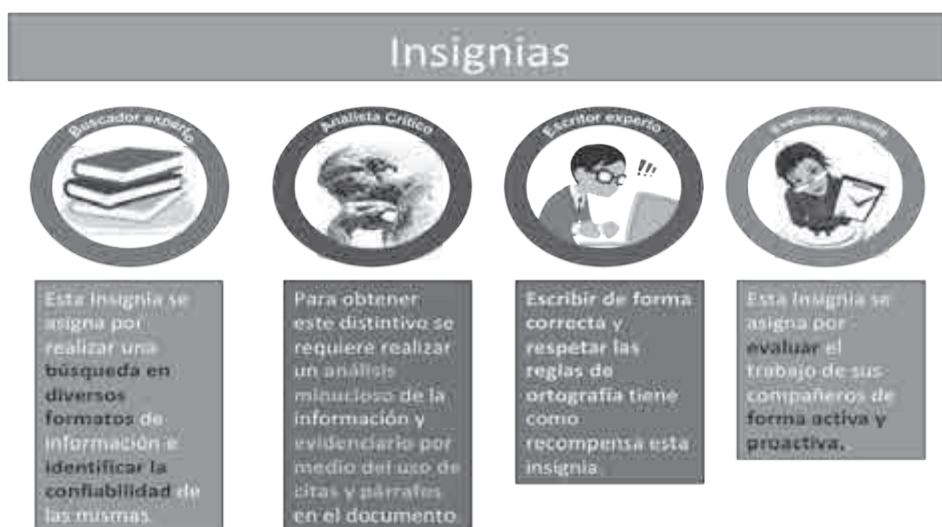 Insignias
Buscador experto
Esta Insignia se
asigna por
realizar una
búsqueda en
diversos
formatos de
información e
identificar la
confiabilidad de
las mismas.
Analista Crítico
Para obtener
este distintivo se
requiere realizar
un análisis
minucioso de la
información y
evidenciarlo por
medio del uso de
citas y párrafos
en el documento
Escritor experto
!!!
Escribir de forma
correcta y
respetar las
reglas de
ortografía tiene
como
recompensa esta
insignia.
Evaluador eficiente
Esta Insignia se
asigna por
evaluar el
trabajo de sus
compañeros de
forma activa y
proactiva.